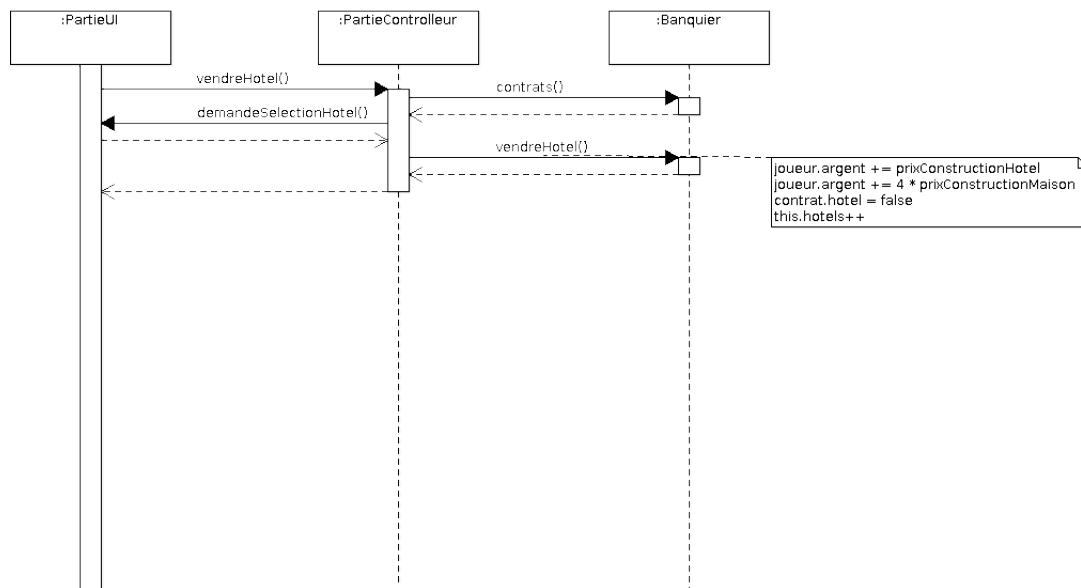 :PartieUI
:PartieControlleur
:Banquier
vendreHotel()
contrats()
demandeSelectionHotel()
vendreHotel()
joueur.argent += prixConstructionHotel
joueur.argent += 4 * prixConstructionMaison
contrat.hotel = false
this.hotels++